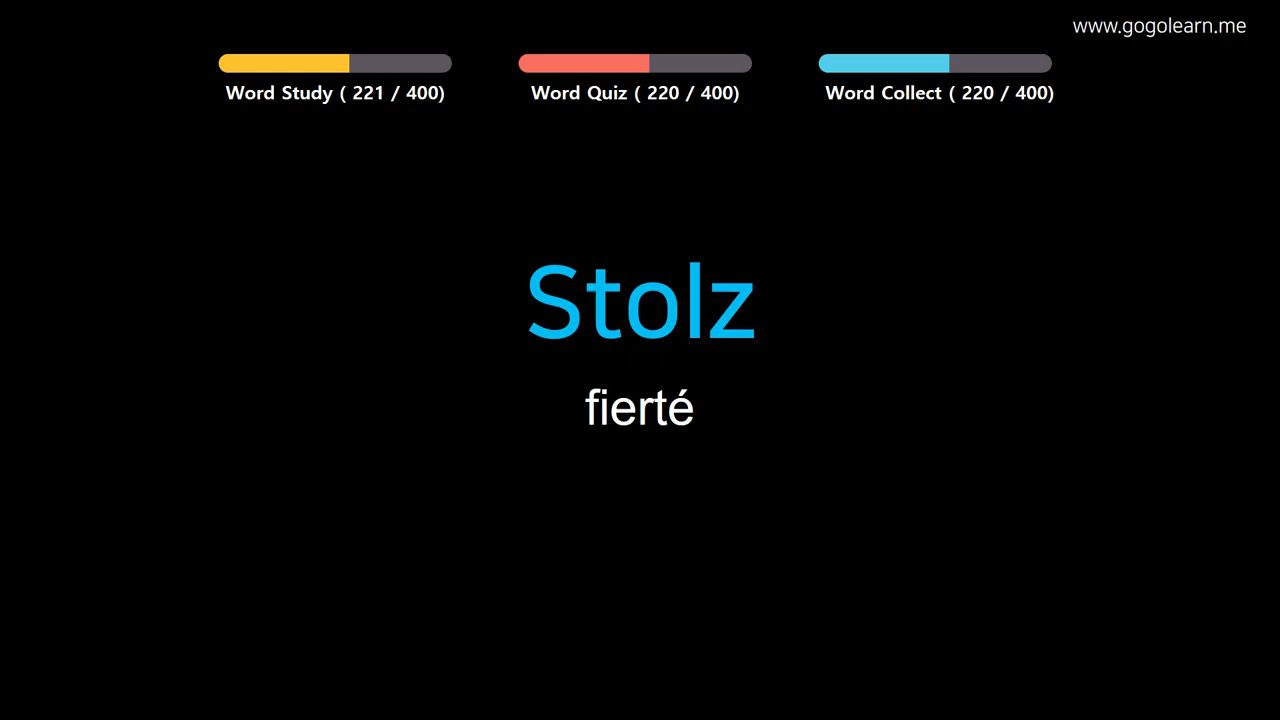 www.gogolearn.me
Word Study ( 221 / 400)
Word Quiz ( 220 / 400)
Word Collect ( 220 / 400)
Stolz
fierté